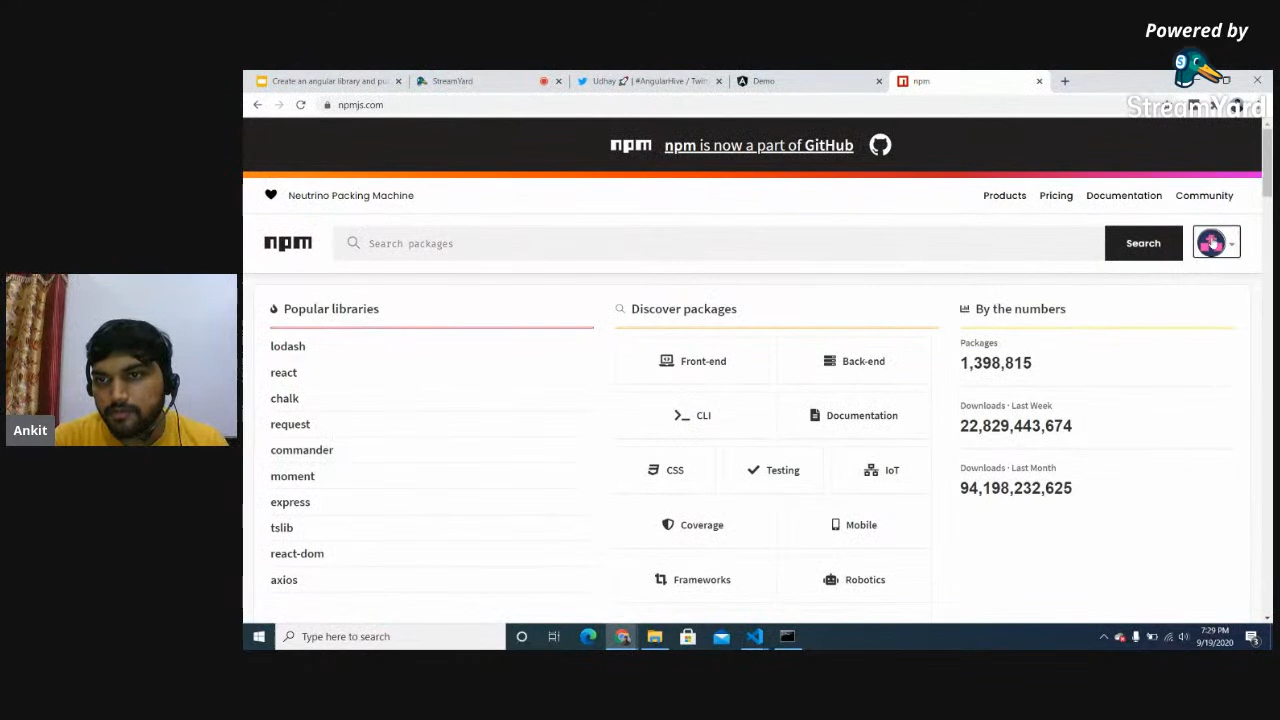 Powered by
StreamYard
Create an angular library and pu
StreamYard
Udhay 🚀 | #AngularHive / Twitt
Demo
npm
npmjs.com
npm
npm is now a part of GitHub
Neutrino Packing Machine
Products
Pricing
Documentation
Community
npm
Search packages
Search
Popular libraries
lodash
react
chalk
request
commander
moment
express
tslib
react-dom
axios
Discover packages
Front-end
Back-end
CLI
Documentation
CSS
Testing
IoT
Coverage
Mobile
Frameworks
Robotics
By the numbers
Packages
1,398,815
Downloads · Last Week
22,829,443,674
Downloads · Last Month
94,198,232,625
Ankit
Type here to search
7:29 PM
9/19/2020
3